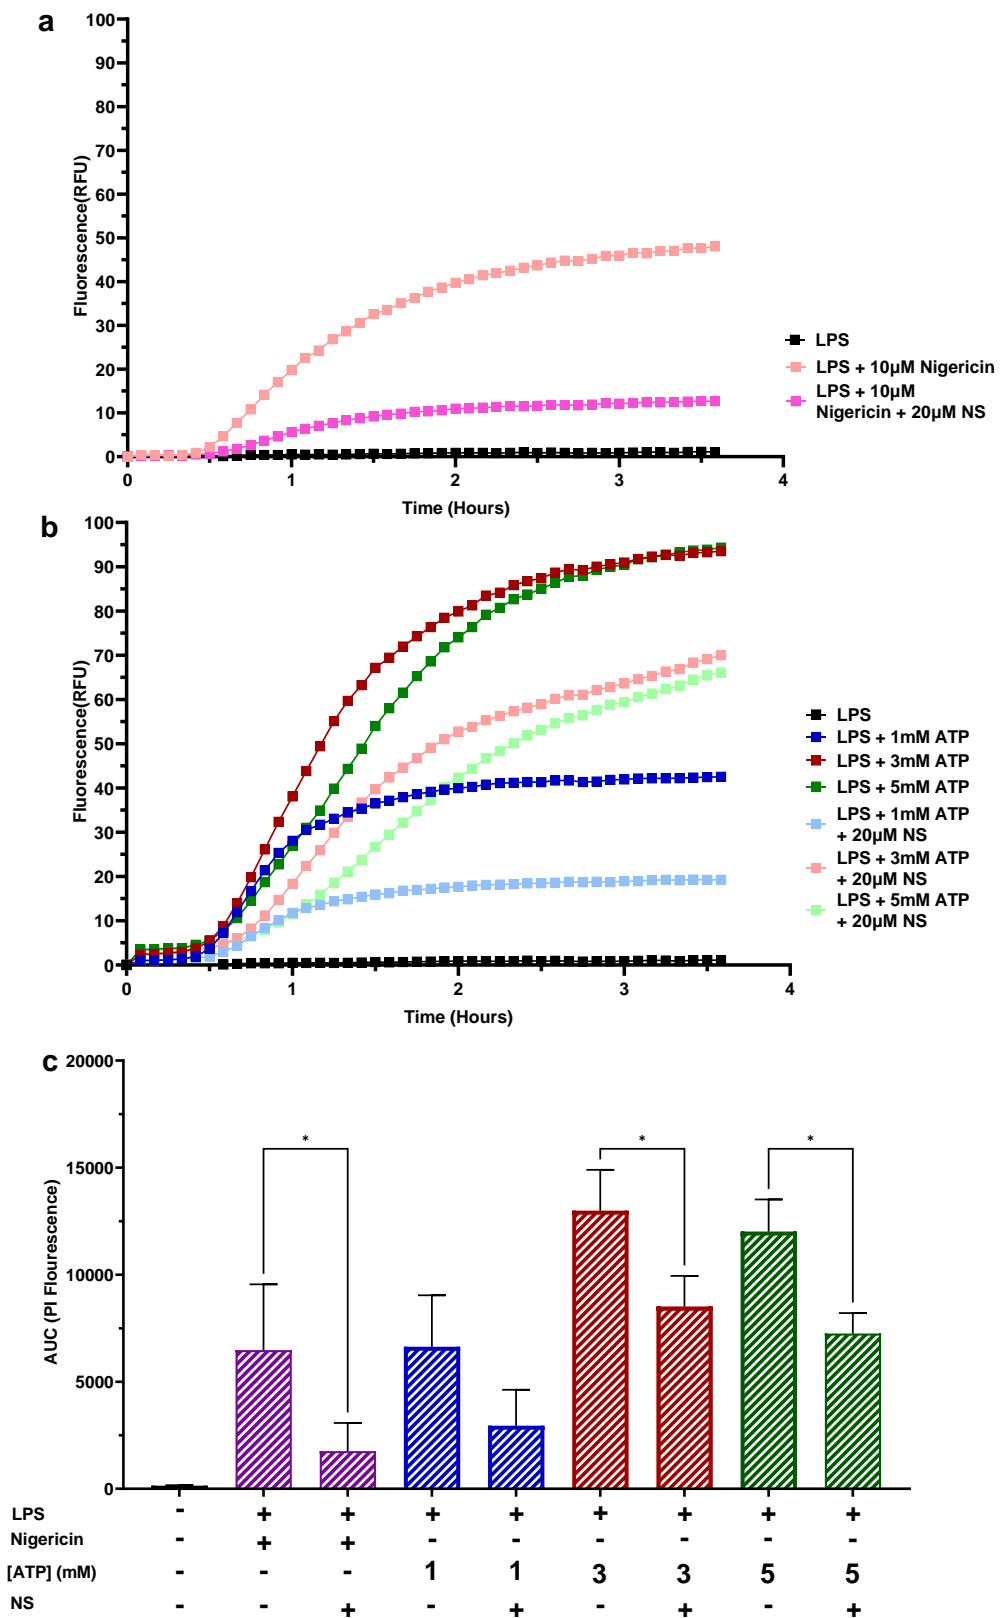 a
100
90
80
70
60
50
40
30
20
10
0
Fluorescence(RFU)
0 1 2 3 4
Time (Hours)
LPS
LPS + 10µM Nigericin
LPS + 10µM
Nigericin + 20µM NS
b
100
90
80
70
60
50
40
30
20
10
0
Fluorescence(RFU)
0 1 2 3 4
Time (Hours)
LPS
LPS + 1mM ATP
LPS + 3mM ATP
LPS + 5mM ATP
LPS + 1mM ATP
+ 20µM NS
LPS + 3mM ATP
+ 20µM NS
LPS + 5mM ATP
+ 20µM NS
c
20000
15000
10000
5000
0
AUC (PI Flourescence)
* * *
LPS - + + + + + + + +
Nigericin - + + - - - - - -
[ATP] (mM) - - - 1 1 3 3 5 5
NS - - + - + - + - +